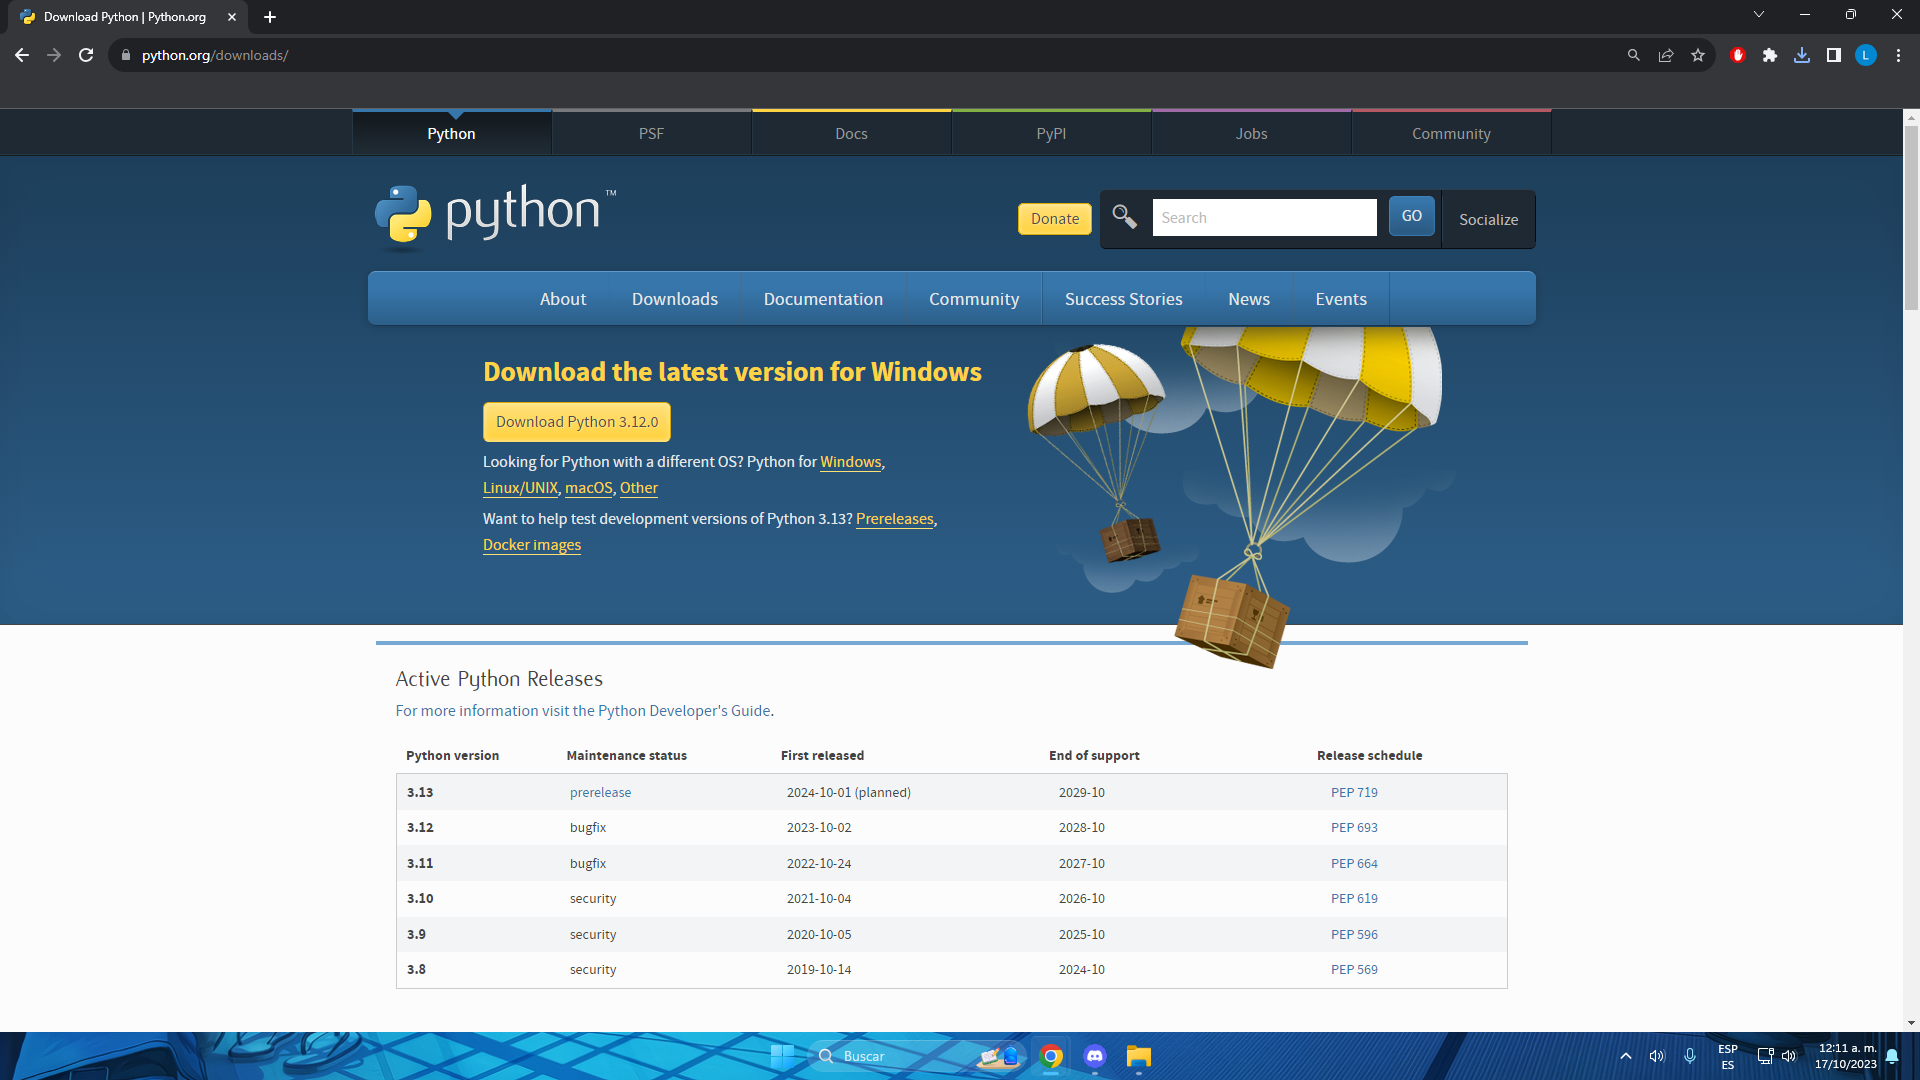 Download Python | Python.org
python.org/downloads/
L
Python PSF Docs PyPI Jobs Community
python™
Donate Search GO Socialize
About Downloads Documentation Community Success Stories News Events
Download the latest version for Windows
Download Python 3.12.0
Looking for Python with a different OS? Python for Windows,
Linux/UNIX, macOS, Other
Want to help test development versions of Python 3.13? Prereleases,
Docker images
Active Python Releases
For more information visit the Python Developer's Guide.
Python version Maintenance status First released End of support Release schedule
3.13 prerelease 2024-10-01 (planned) 2029-10 PEP 719
3.12 bugfix 2023-10-02 2028-10 PEP 693
3.11 bugfix 2022-10-24 2027-10 PEP 664
3.10 security 2021-10-04 2026-10 PEP 619
3.9 security 2020-10-05 2025-10 PEP 596
3.8 security 2019-10-14 2024-10 PEP 569
Buscar
ESP
ES
12:11 a. m.
17/10/2023